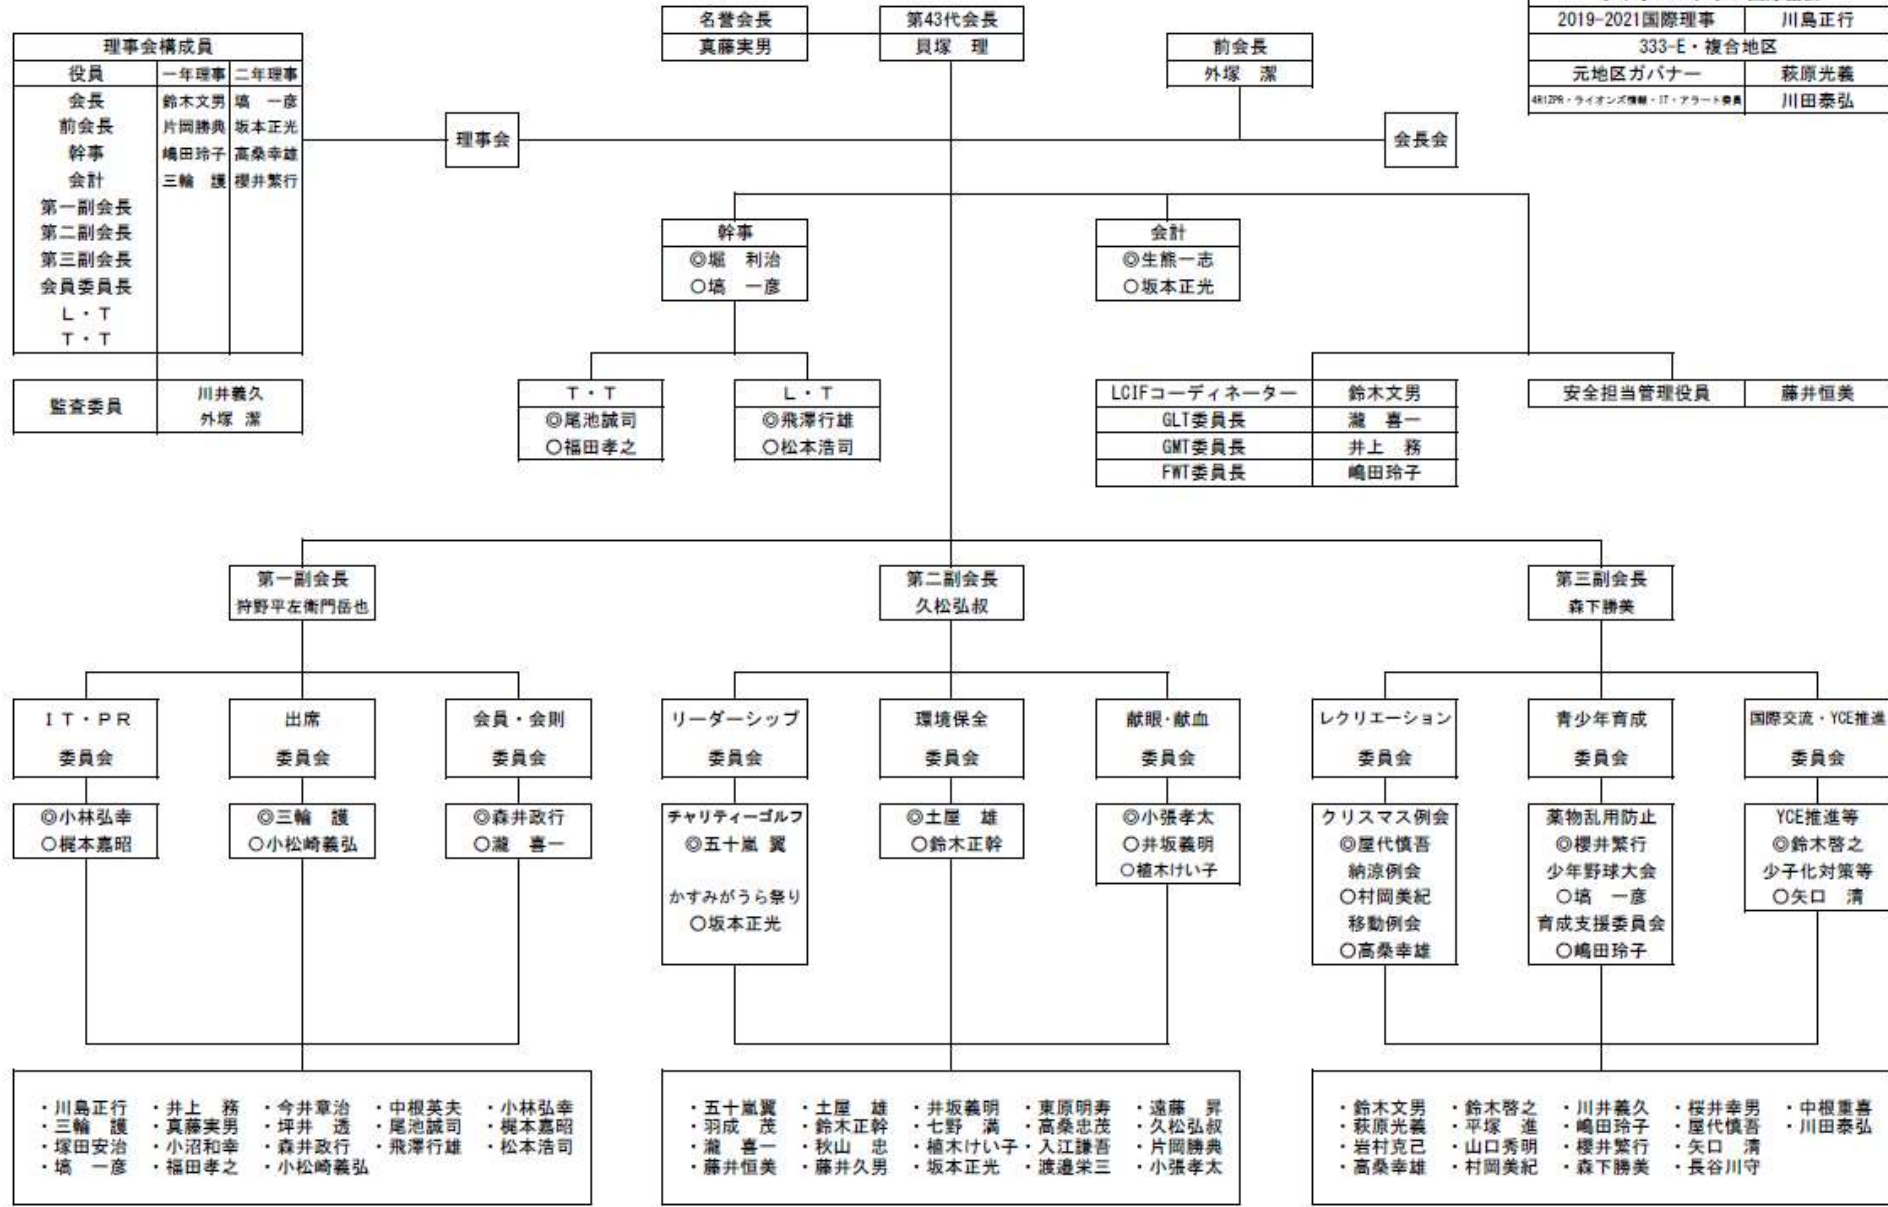 名誉会長 第43代会長
真藤実男 貝塚 理
前会長
外塚 潔
2019-2021国際理事 川島正行
333-E・複合地区
元地区ガバナー 萩原光義
4R1ZPR・ライオンズ情報・IT・アラート委員 川田泰弘
理事会構成員
役員 一年理事 二年理事
会長 鈴木文男 塙 一彦
前会長 片岡勝典 坂本正光
幹事 嶋田玲子 高桑幸雄
会計 三輪 護 櫻井繁行
第一副会長
第二副会長
第三副会長
会員委員長
L・T
T・T
監査委員 川井義久
外塚 潔
理事会
会長会
幹事
◎堀 利治
○塙 一彦
会計
◎生熊一志
○坂本正光
T・T
◎尾池誠司
○福田孝之
L・T
◎飛澤行雄
○松本浩司
LCIFコーディネーター 鈴木文男
GLT委員長 瀧 喜一
GMT委員長 井上 務
FWT委員長 嶋田玲子
安全担当管理役員 藤井恒美
第一副会長
狩野平左衛門岳也
第二副会長
久松弘叔
第三副会長
森下勝美
IT・PR
委員会
◎小林弘幸
○梶本嘉昭
出席
委員会
◎三輪 護
○小松崎義弘
会員・会則
委員会
◎森井政行
○瀧 喜一
リーダーシップ
委員会
チャリティーゴルフ
◎五十嵐 翼
かすみがうら祭り
○坂本正光
環境保全
委員会
◎土屋 雄
○鈴木正幹
献眼・献血
委員会
◎小張孝太
○井坂義明
○植木けい子
レクリエーション
委員会
クリスマス例会
◎屋代慎吾
納涼例会
○村岡美紀
移動例会
○高桑幸雄
青少年育成
委員会
薬物乱用防止
◎櫻井繁行
少年野球大会
○塙 一彦
育成支援委員会
○嶋田玲子
国際交流・YCE推進
委員会
YCE推進等
◎鈴木啓之
少子化対策等
○矢口 清
・川島正行 ・井上 務 ・今井章治 ・中根英夫 ・小林弘幸
・三輪 護 ・真藤実男 ・坪井 透 ・尾池誠司 ・梶本嘉昭
・塚田安治 ・小沼和幸 ・森井政行 ・飛澤行雄 ・松本浩司
・塙 一彦 ・福田孝之 ・小松崎義弘
・五十嵐翼 ・土屋 雄 ・井坂義明 ・東原明寿 ・遠藤 昇
・羽成 茂 ・鈴木正幹 ・七野 満 ・高桑忠茂 ・久松弘叔
・瀧 喜一 ・秋山 忠 ・植木けい子 ・入江謙吾 ・片岡勝典
・藤井恒美 ・藤井久男 ・坂本正光 ・渡邉栄三 ・小張孝太
・鈴木文男 ・鈴木啓之 ・川井義久 ・桜井幸男 ・中根重喜
・萩原光義 ・平塚 進 ・嶋田玲子 ・屋代慎吾 ・川田泰弘
・岩村克己 ・山口秀明 ・櫻井繁行 ・矢口 清
・高桑幸雄 ・村岡美紀 ・森下勝美 ・長谷川守